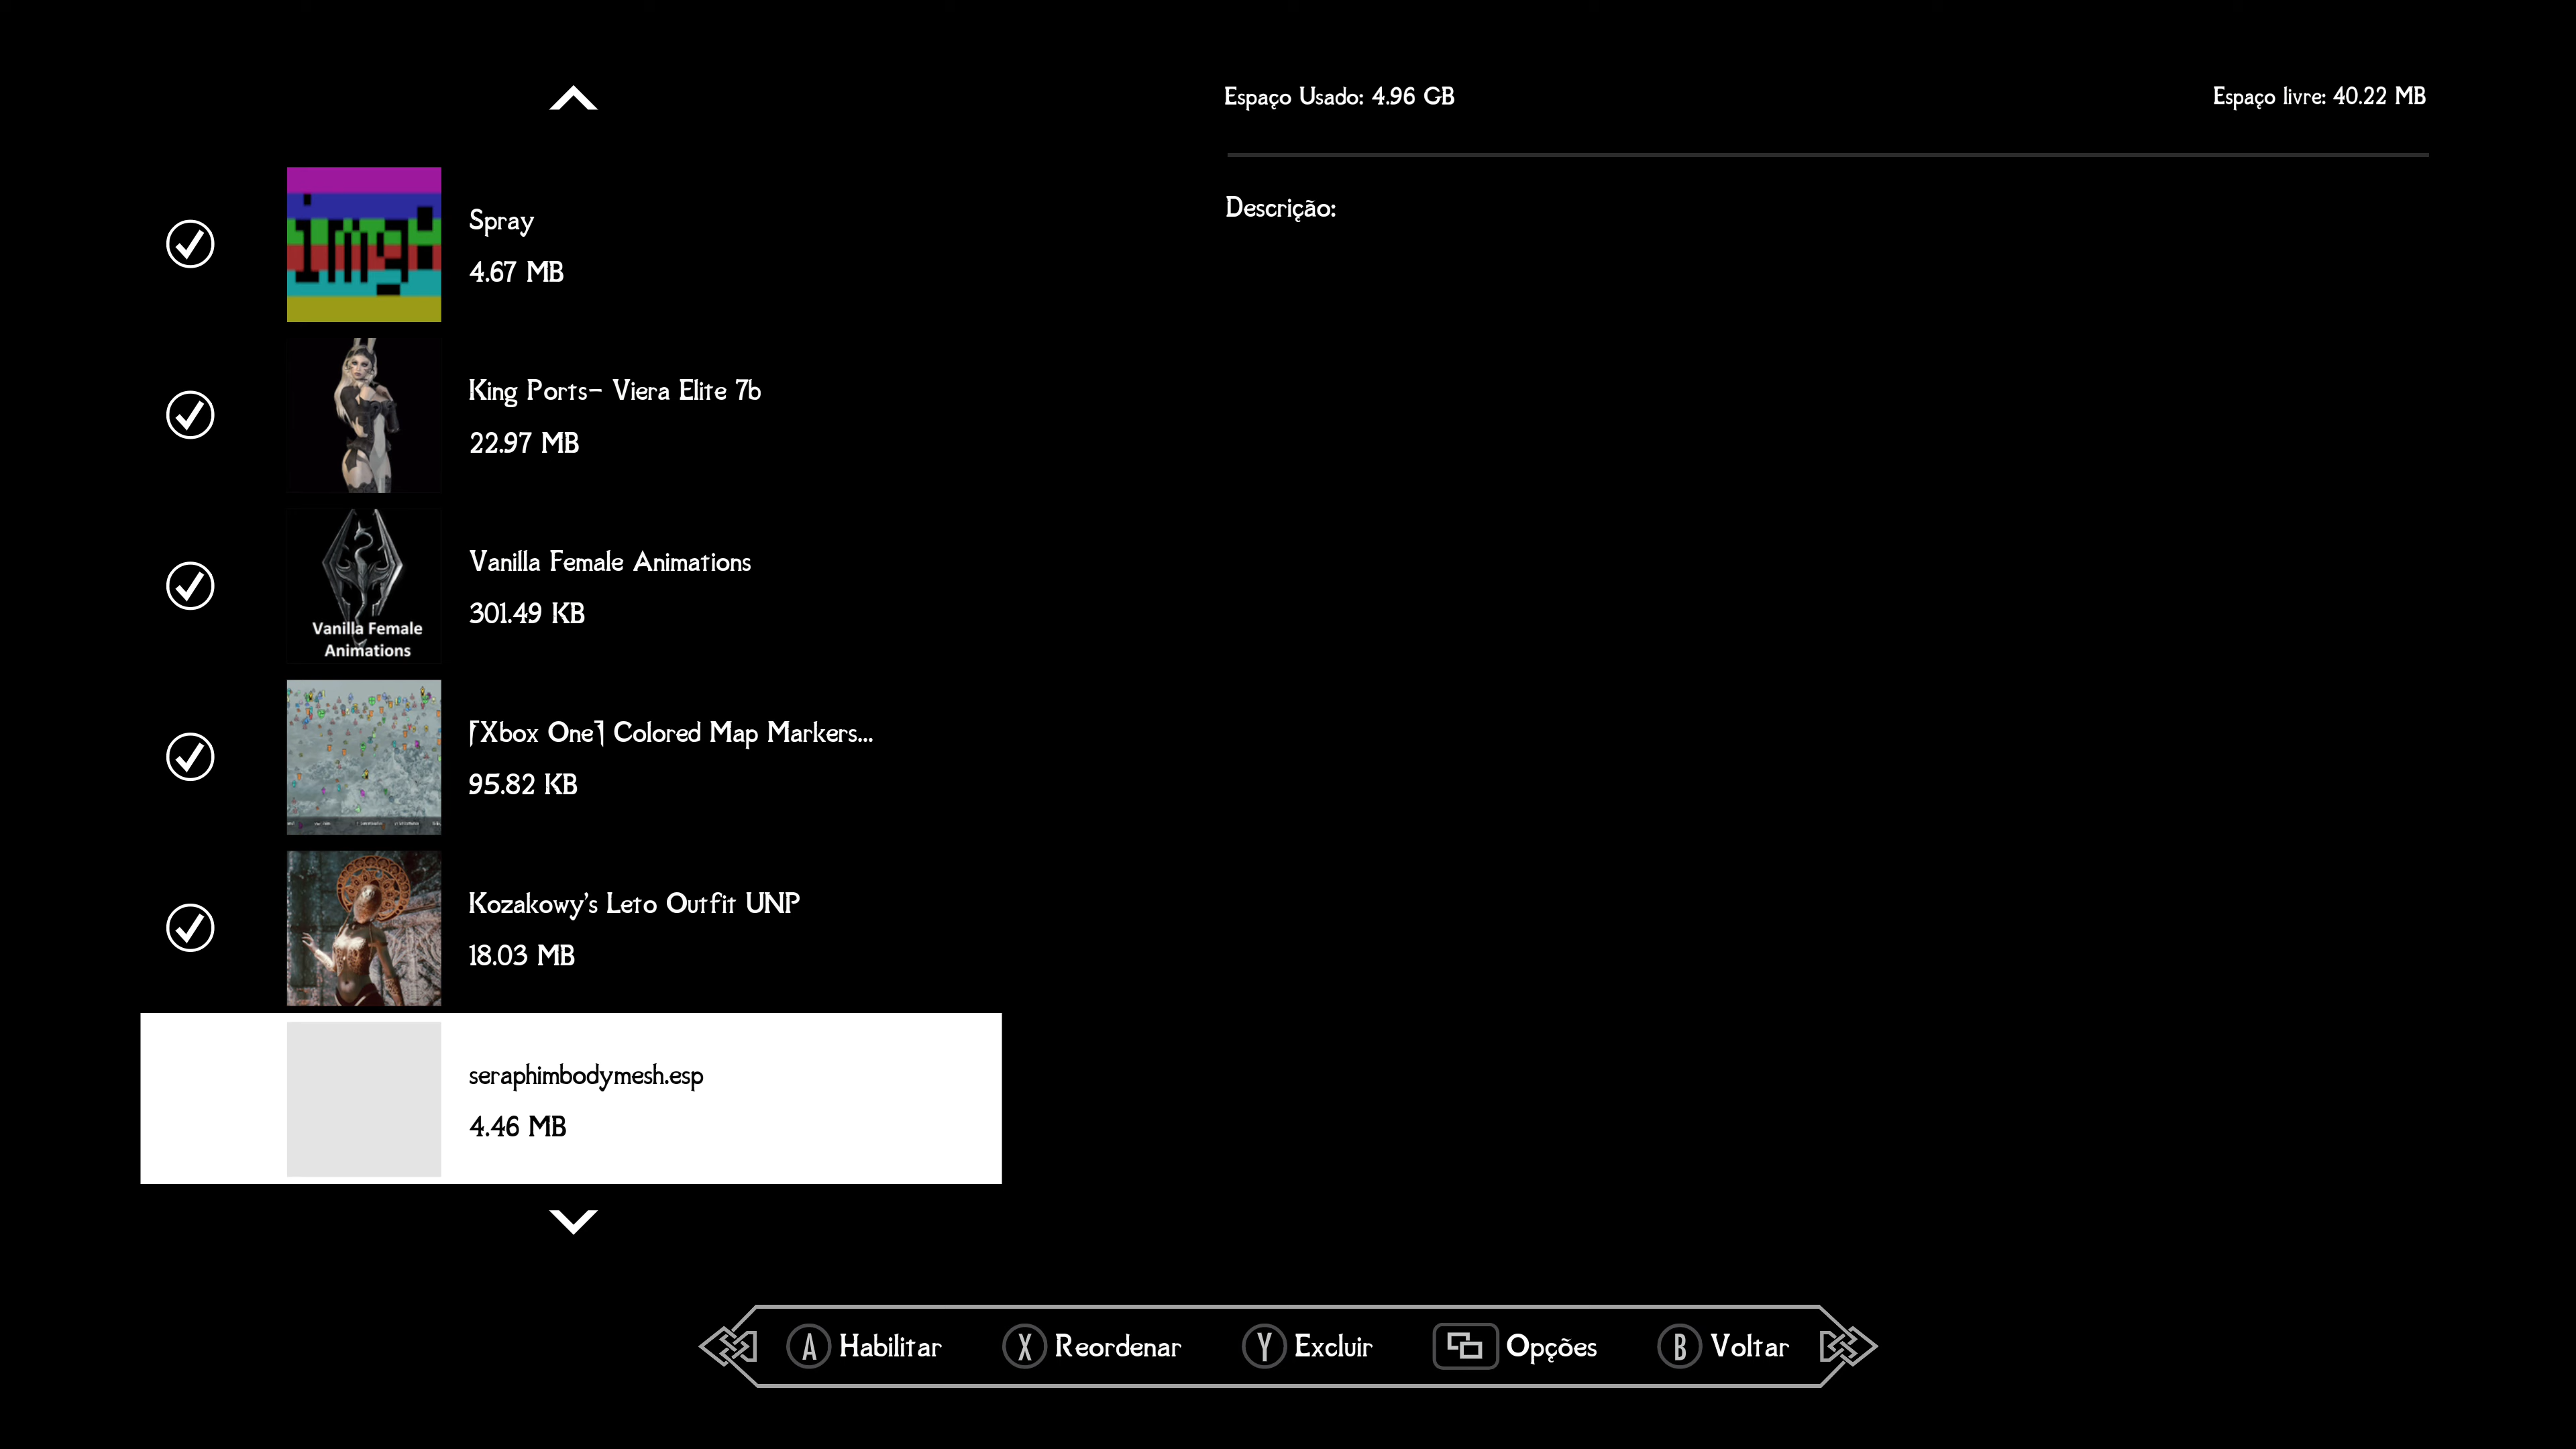 Espaço Usado: 4.96 GB
Espaço livre: 40.22 MB
Descrição:
Spray
4.67 MB
King Ports- Viera Elite 7b
22.97 MB
Vanilla Female Animations
301.49 KB
Vanilla Female
Animations
[Xbox One] Colored Map Markers...
95.82 KB
Kozakowy's Leto Outfit UNP
18.03 MB
seraphimbodymesh.esp
4.46 MB
A Habilitar X Reordenar Y Excluir Opções B Voltar